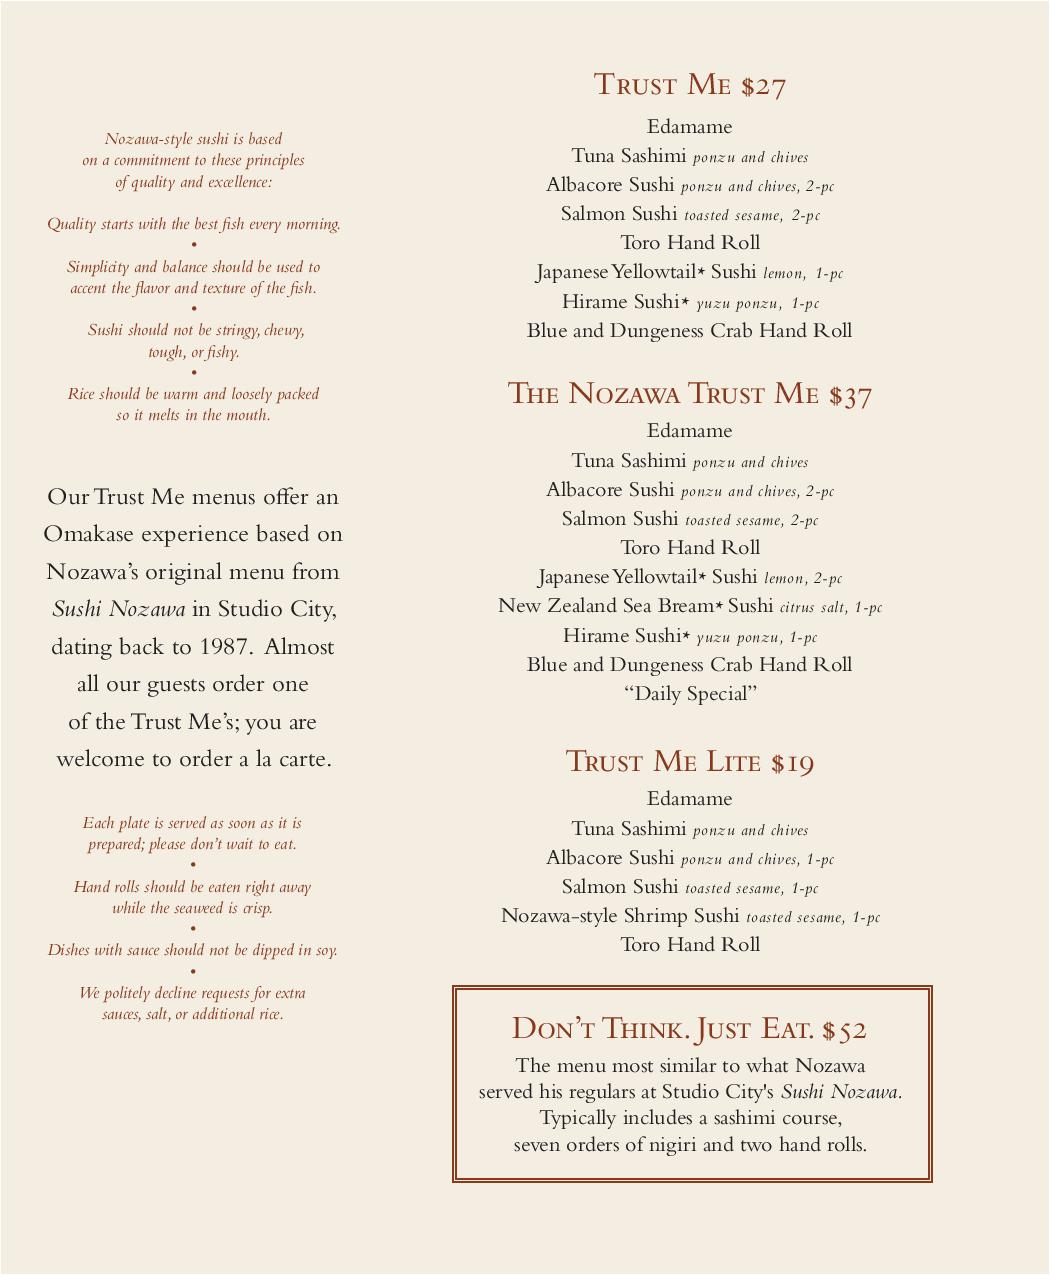 Nozawa-style sushi is based
on a commitment to these principles
of quality and excellence:
Quality starts with the best fish every morning.
•
Simplicity and balance should be used to
accent the flavor and texture of the fish.
•
Sushi should not be stringy, chewy,
tough, or fishy.
•
Rice should be warm and loosely packed
so it melts in the mouth.
Our Trust Me menus offer an
Omakase experience based on
Nozawa’s original menu from
Sushi Nozawa in Studio City,
dating back to 1987. Almost
all our guests order one
of the Trust Me’s; you are
welcome to order a la carte.
Each plate is served as soon as it is
prepared; please don’t wait to eat.
•
Hand rolls should be eaten right away
while the seaweed is crisp.
•
Dishes with sauce should not be dipped in soy.
•
We politely decline requests for extra
sauces, salt, or additional rice.
Trust Me $27
Edamame
Tuna Sashimi ponzu and chives
Albacore Sushi ponzu and chives, 2-pc
Salmon Sushi toasted sesame, 2-pc
Toro Hand Roll
Japanese Yellowtail* Sushi lemon, 1-pc
Hirame Sushi* yuzu ponzu, 1-pc
Blue and Dungeness Crab Hand Roll
The Nozawa Trust Me $37
Edamame
Tuna Sashimi ponzu and chives
Albacore Sushi ponzu and chives, 2-pc
Salmon Sushi toasted sesame, 2-pc
Toro Hand Roll
Japanese Yellowtail* Sushi lemon, 2-pc
New Zealand Sea Bream* Sushi citrus salt, 1-pc
Hirame Sushi* yuzu ponzu, 1-pc
Blue and Dungeness Crab Hand Roll
“Daily Special”
Trust Me Lite $19
Edamame
Tuna Sashimi ponzu and chives
Albacore Sushi ponzu and chives, 1-pc
Salmon Sushi toasted sesame, 1-pc
Nozawa-style Shrimp Sushi toasted sesame, 1-pc
Toro Hand Roll
Don’t Think. Just Eat. $52
The menu most similar to what Nozawa
served his regulars at Studio City's Sushi Nozawa.
Typically includes a sashimi course,
seven orders of nigiri and two hand rolls.